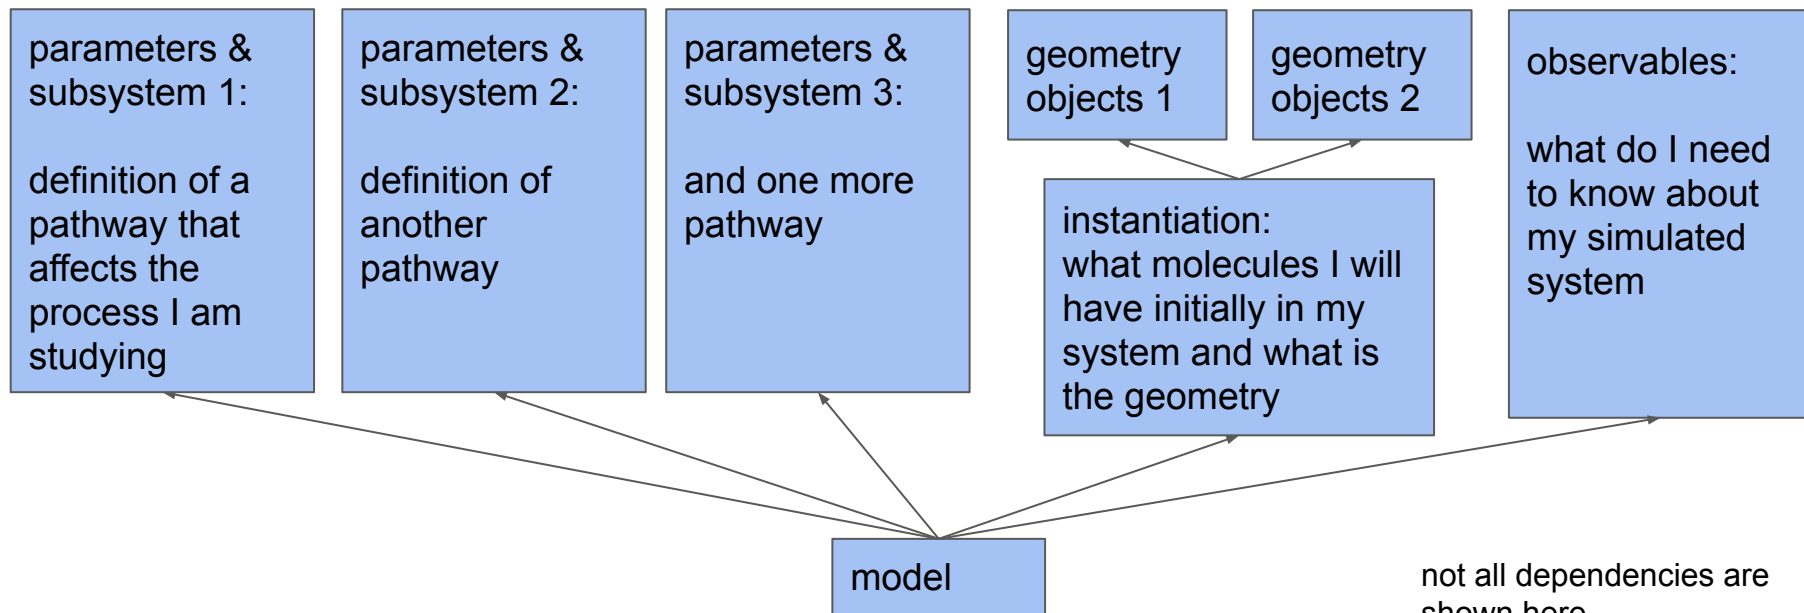 parameters &
subsystem 1:
definition of a
pathway that
affects the
process I am
studying
parameters &
subsystem 2:
definition of
another
pathway
parameters &
subsystem 3:
and one more
pathway
geometry
objects 1
geometry
objects 2
instantiation:
what molecules I will
have initially in my
system and what is
the geometry
observables:
what do I need
to know about
my simulated
system
model
not all dependencies are
shown here